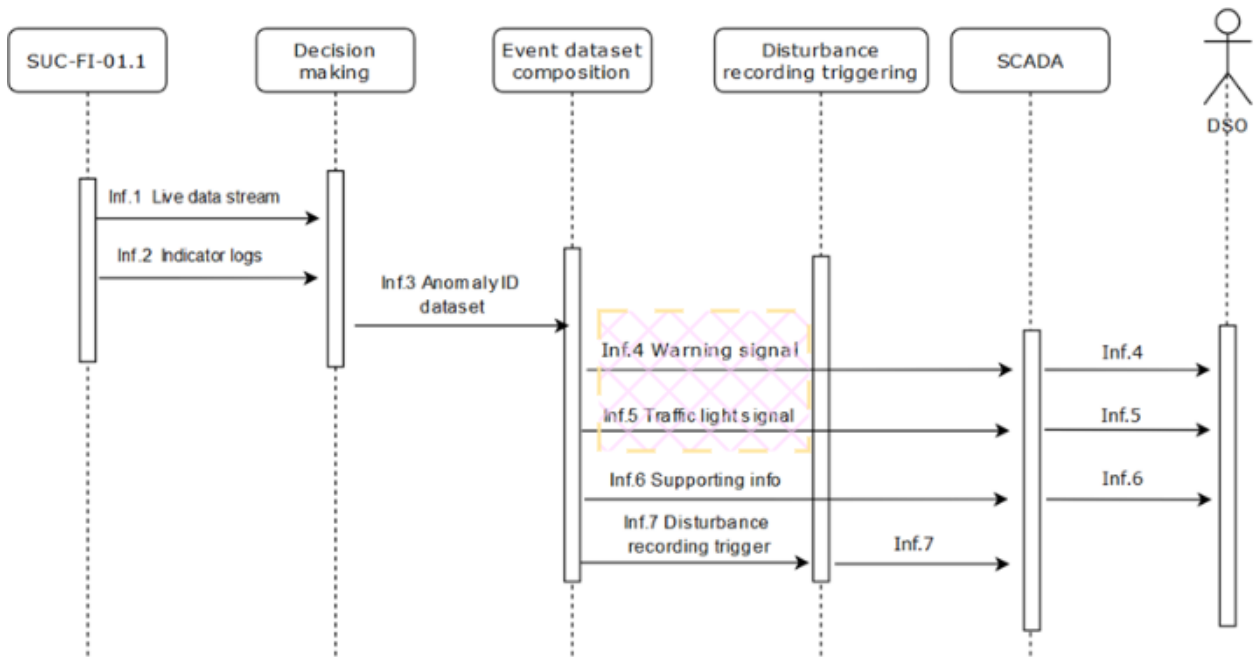 SUC-FI-01.1
Decision
making
Event dataset
composition
Disturbance
recording triggering
SCADA
DSO
Inf.1 Live data stream
Inf.2 Indicator logs
Inf.3 Anomaly ID
dataset
Inf.4 Warning signal
Inf.4
Inf.5 Traffic light signal
Inf.5
Inf.6 Supporting info
Inf.6
Inf.7 Disturbance
recording trigger
Inf.7